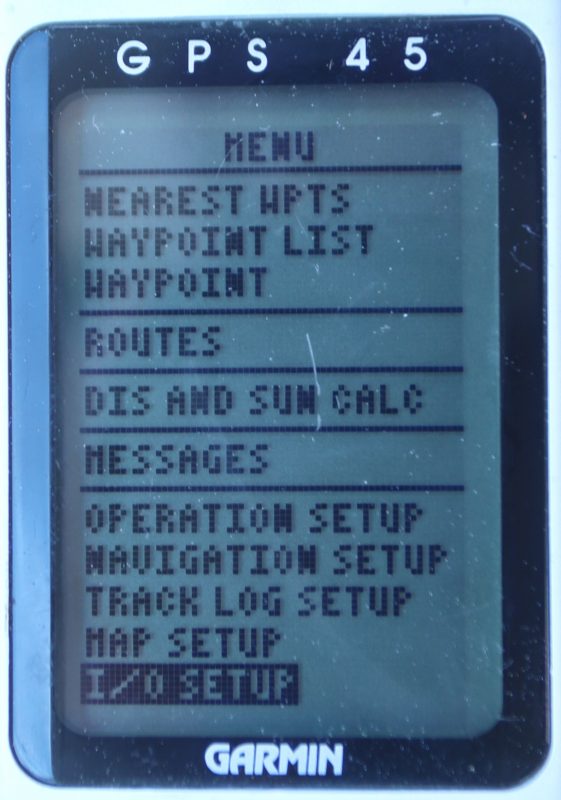 GPS 45
MENU
NEAREST WPTS
WAYPOINT LIST
WAYPOINT
ROUTES
DIS AND SUN CALC
MESSAGES
OPERATION SETUP
NAVIGATION SETUP
TRACK LOG SETUP
MAP SETUP
I/O SETUP
GARMIN